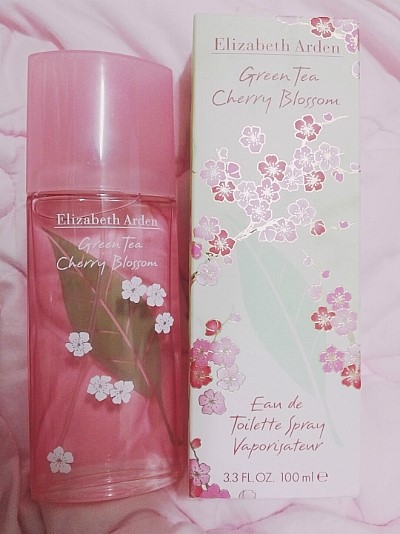 Elizabeth Arden
Green Tea
Cherry Blossom
Elizabeth Arden
Green Tea
Cherry Blossom
Eau de
Toilette Spray
Vaporisateur
3.3 FL.OZ. 100 ml ℮